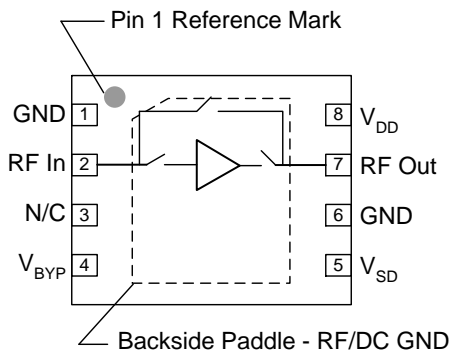 Pin 1 Reference Mark
GND 1
8 VDD
RF In 2
7 RF Out
N/C 3
6 GND
VBYP 4
5 VSD
Backside Paddle - RF/DC GND